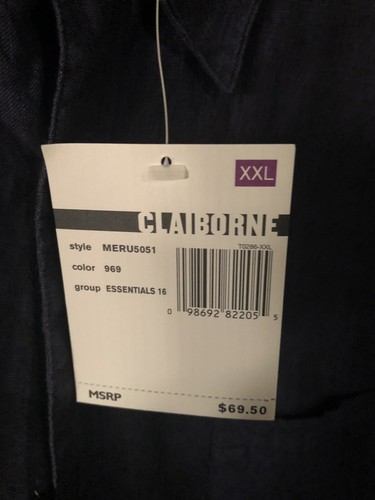 XXL
CLAIBORNE
style MERU5051
T0286-XXL
color 969
group ESSENTIALS 16
0 98692 82205 5
MSRP
$69.50